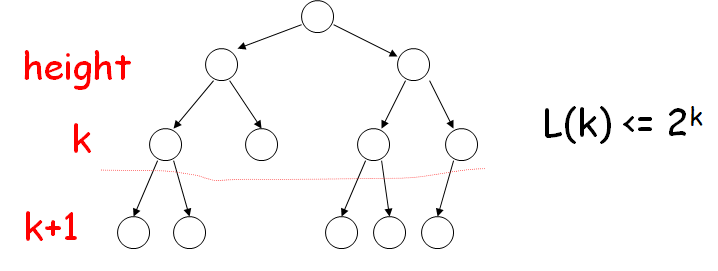 height
k
L(k) <= 2ᵏ
k+1